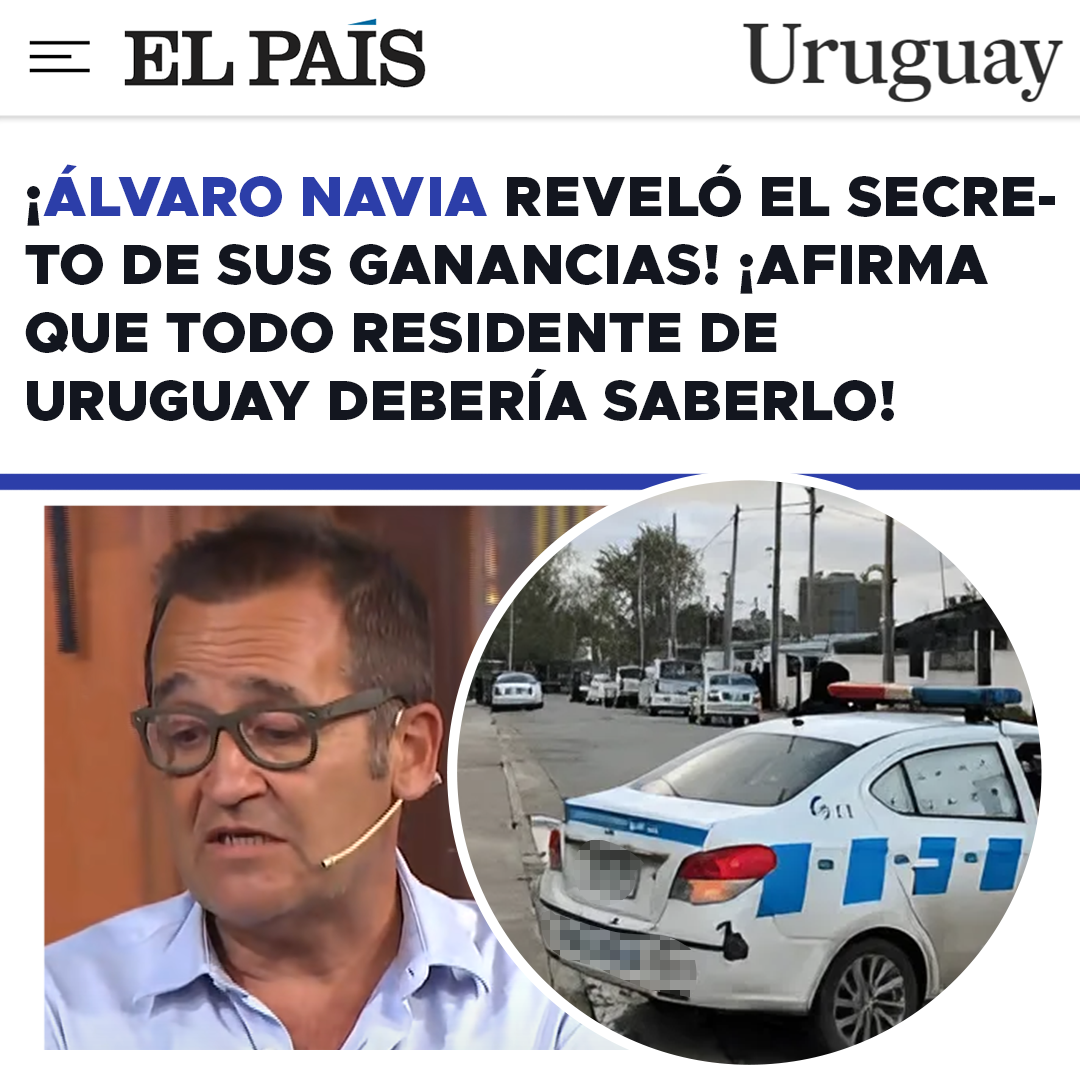 EL PAÍS
Uruguay
¡ÁLVARO NAVIA REVELÓ EL SECRE-
TO DE SUS GANANCIAS! ¡AFIRMA
QUE TODO RESIDENTE DE
URUGUAY DEBERÍA SABERLO!